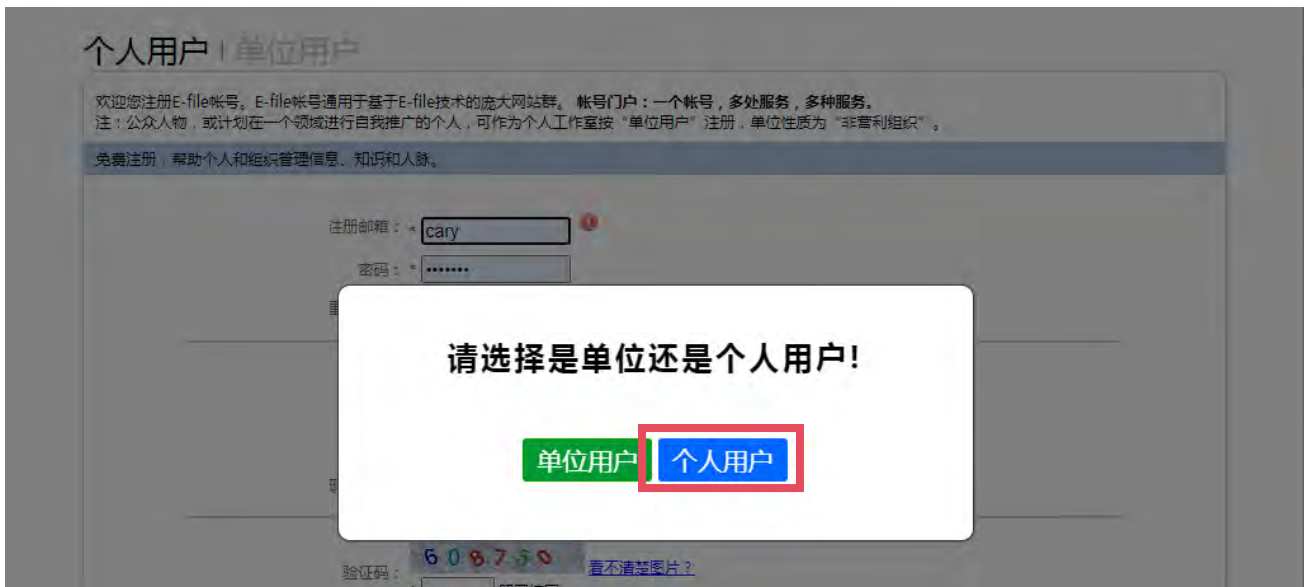 个人用户 | 单位用户
欢迎您注册E-file帐号。E-file帐号通用于基于E-file技术的庞大网站群。 帐号门户：一个帐号，多处服务，多种服务。
注：公众人物，或计划在一个领域进行自我推广的个人，可作为个人工作室按“单位用户”注册，单位性质为“非营利组织”。
免费注册，帮助个人和组织管理信息、知识和人脉。
注册邮箱： * cary
密码： * •••••••
请选择是单位还是个人用户!
单位用户 个人用户
验证码： 608750 看不清楚图片？